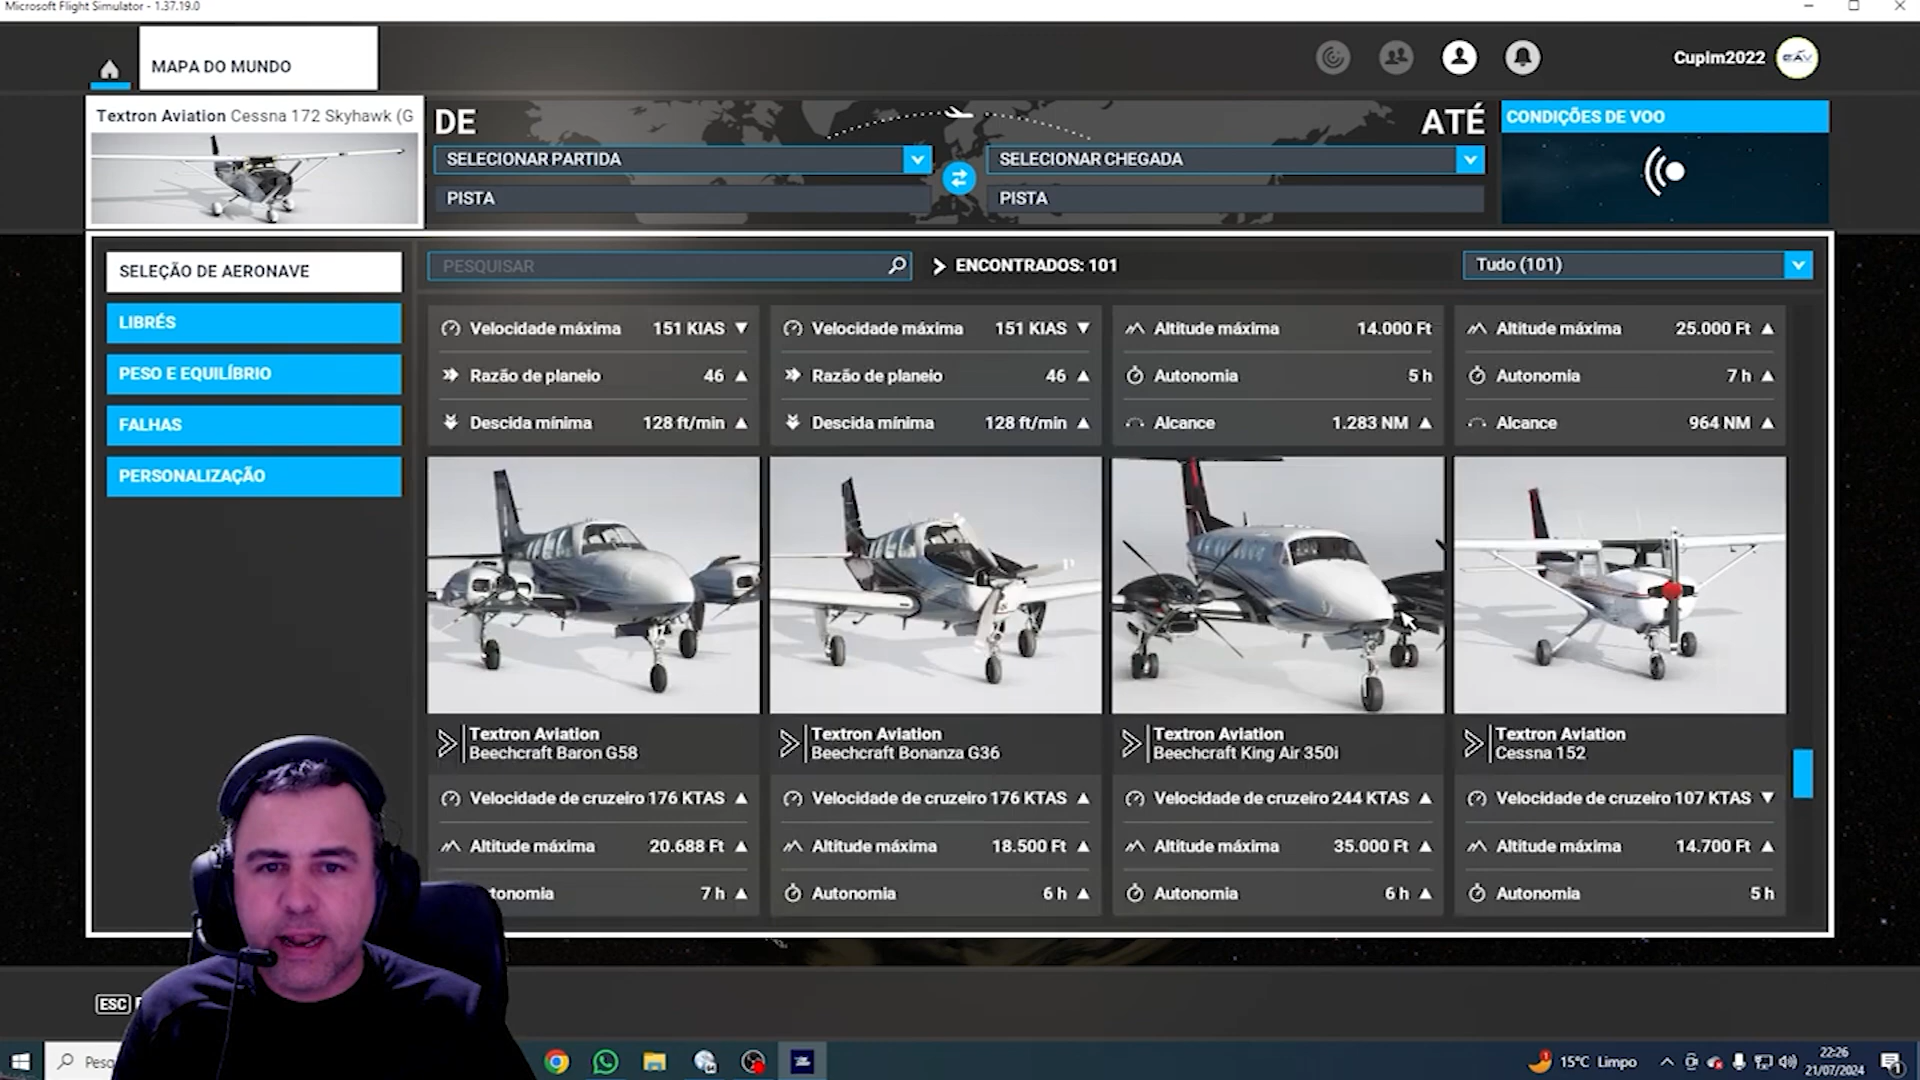 Microsoft Flight Simulator - 1.37.19.0
MAPA DO MUNDO
Cupim2022
Textron Aviation Cessna 172 Skyhawk (G
DE
ATÉ
SELECIONAR PARTIDA
SELECIONAR CHEGADA
PISTA
PISTA
CONDIÇÕES DE VOO
SELEÇÃO DE AERONAVE
LIBRÉS
PESO E EQUILÍBRIO
FALHAS
PERSONALIZAÇÃO
PESQUISAR
ENCONTRADOS: 101
Tudo (101)
Velocidade máxima 151 KIAS ▼
Razão de planeio 46 ▲
Descida mínima 128 ft/min ▲
Velocidade máxima 151 KIAS ▼
Razão de planeio 46 ▲
Descida mínima 128 ft/min ▲
Altitude máxima 14.000 Ft
Autonomia 5 h
Alcance 1.283 NM ▲
Altitude máxima 25.000 Ft ▲
Autonomia 7 h ▲
Alcance 964 NM ▲
Textron Aviation
Beechcraft Baron G58
Velocidade de cruzeiro 176 KTAS ▲
Altitude máxima 20.688 Ft ▲
tonomia 7 h ▲
Textron Aviation
Beechcraft Bonanza G36
Velocidade de cruzeiro 176 KTAS ▲
Altitude máxima 18.500 Ft ▲
Autonomia 6 h ▲
Textron Aviation
Beechcraft King Air 350i
Velocidade de cruzeiro 244 KTAS ▲
Altitude máxima 35.000 Ft ▲
Autonomia 6 h ▲
Textron Aviation
Cessna 152
Velocidade de cruzeiro 107 KTAS ▼
Altitude máxima 14.700 Ft ▲
Autonomia 5 h
ESC
Pesq
15°C Limpo
22:26
21/07/2024